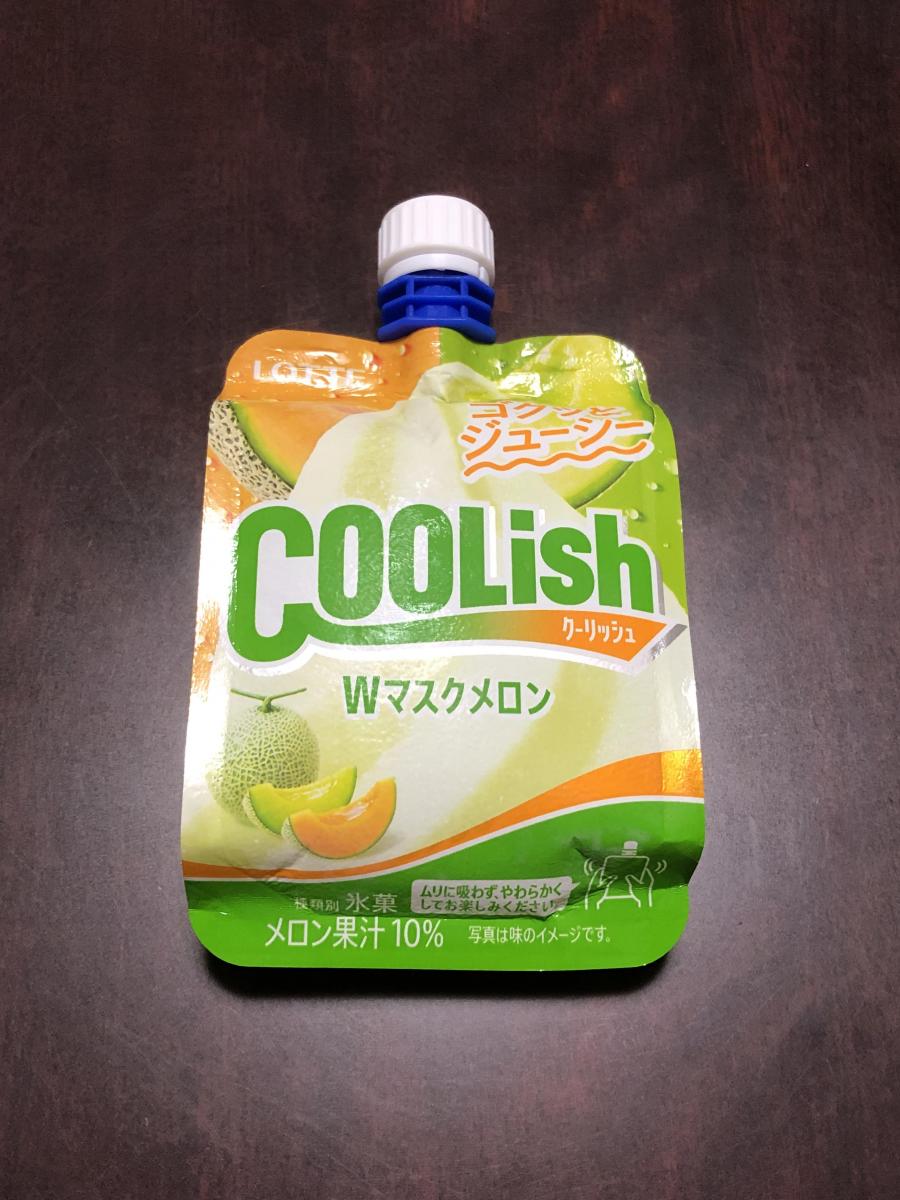 LOTTE
ゴクッと
ジューシー
COOLish
クーリッシュ
Wマスクメロン
ムリに吸わず、やわらかく
してお楽しみください。
種類別 氷菓
メロン果汁10%
写真は味のイメージです。